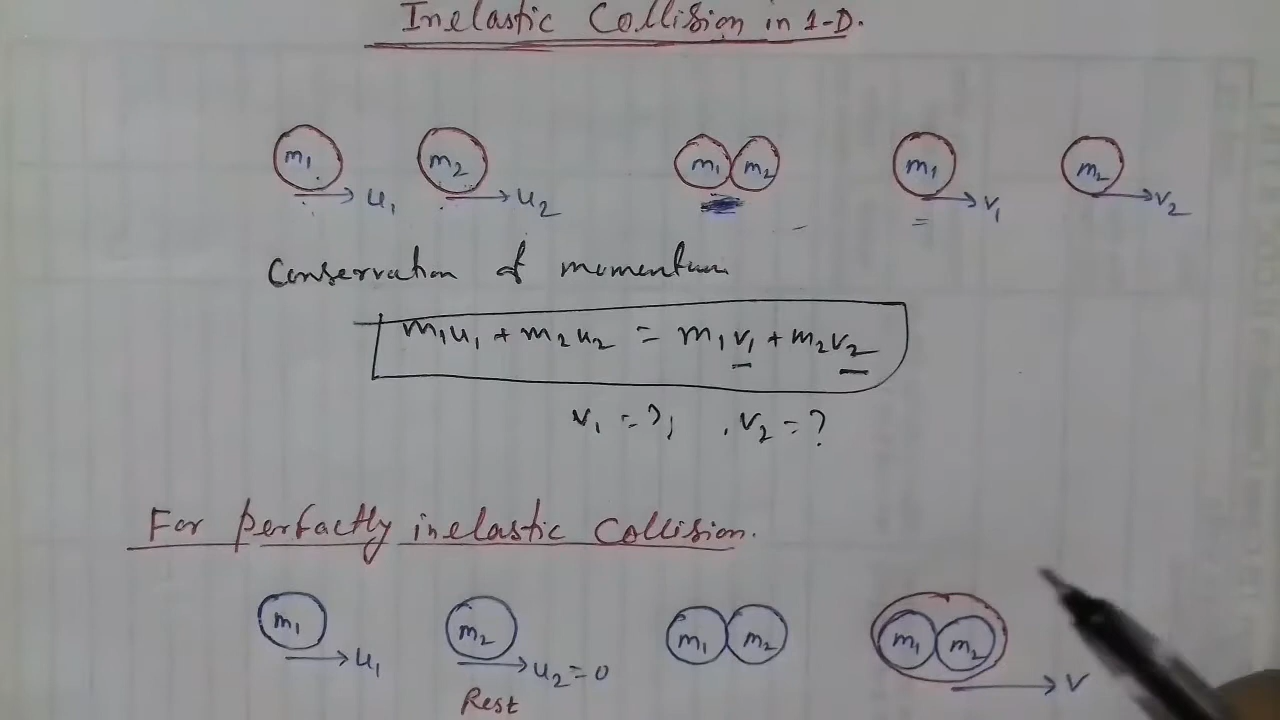 Inelastic Collision in 1-D.
m₁ m₂ m₁ m₂ m₁ m₂
u₁ u₂ v₁ v₂
Conservation of momentum
m₁u₁ + m₂u₂ = m₁v₁ + m₂v₂
v₁ = ?, v₂ = ?
For perfactly inelastic Collision.
m₁ m₂ m₁ m₂ m₁ m₂
u₁ u₂ = 0 v
Rest